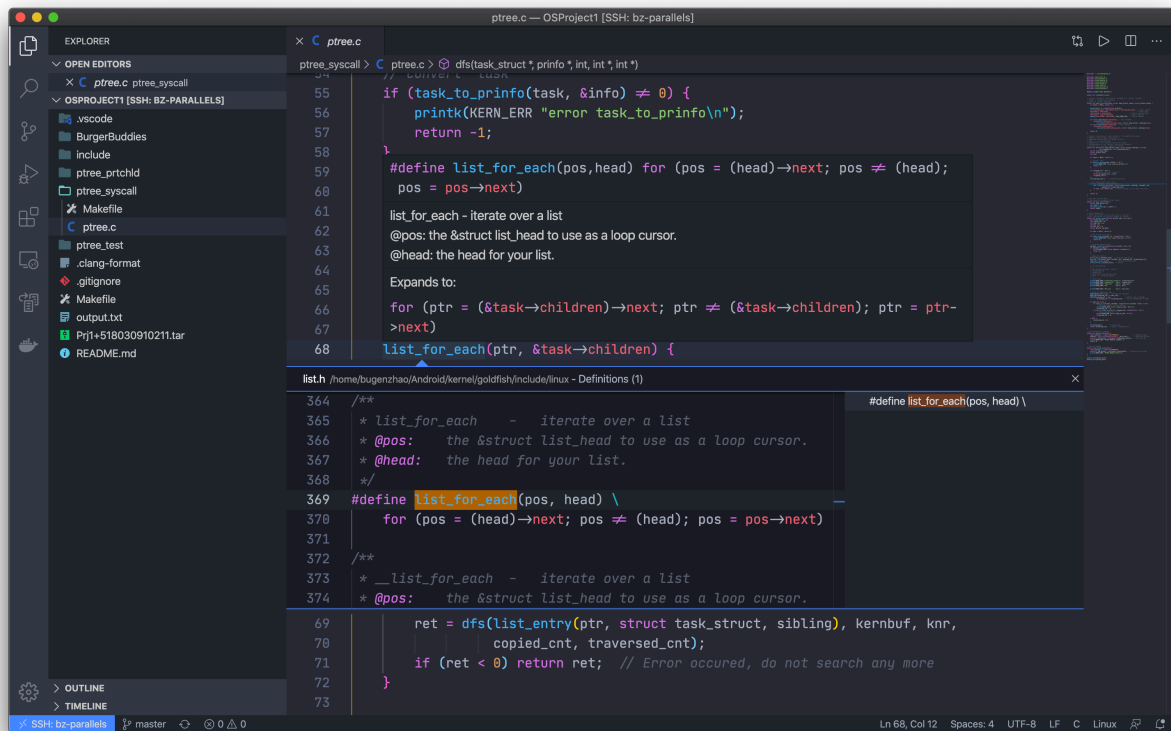 ptree.c — OSProject1 [SSH: bz-parallels]
EXPLORER
OPEN EDITORS
ptree.c ptree_syscall
OSPROJECT1 [SSH: BZ-PARALLELS]
.vscode
BurgerBuddies
include
ptree_prtchld
ptree_syscall
Makefile
ptree.c
ptree_test
.clang-format
.gitignore
Makefile
output.txt
Prj1+518030910211.tar
README.md
OUTLINE
TIMELINE
ptree.c
ptree_syscall > C ptree.c > dfs(task_struct *, prinfo *, int, int *, int *)
54 // convert task
55 if (task_to_prinfo(task, &info) ≠ 0) {
56 printk(KERN_ERR "error task_to_prinfo\n");
57 return -1;
58 }
59
60
61
62
63
64
65
66
67
#define list_for_each(pos,head) for (pos = (head)→next; pos ≠ (head);
pos = pos→next)
list_for_each - iterate over a list
@pos: the &struct list_head to use as a loop cursor.
@head: the head for your list.
Expands to:
for (ptr = (&task→children)→next; ptr ≠ (&task→children); ptr = ptr-
>next)
68 list_for_each(ptr, &task→children) {
list.h /home/bugenzhao/Android/kernel/goldfish/include/linux - Definitions (1)
364 /**
365 * list_for_each - iterate over a list
366 * @pos: the &struct list_head to use as a loop cursor.
367 * @head: the head for your list.
368 */
369 #define list_for_each(pos, head) \
370 for (pos = (head)→next; pos ≠ (head); pos = pos→next)
371
372 /**
373 * __list_for_each - iterate over a list
374 * @pos: the &struct list_head to use as a loop cursor.
#define list_for_each(pos, head) \
69 ret = dfs(list_entry(ptr, struct task_struct, sibling), kernbuf, knr,
70 copied_cnt, traversed_cnt);
71 if (ret < 0) return ret; // Error occured, do not search any more
72 }
73
SSH: bz-parallels master 0 0 Ln 68, Col 12 Spaces: 4 UTF-8 LF C Linux